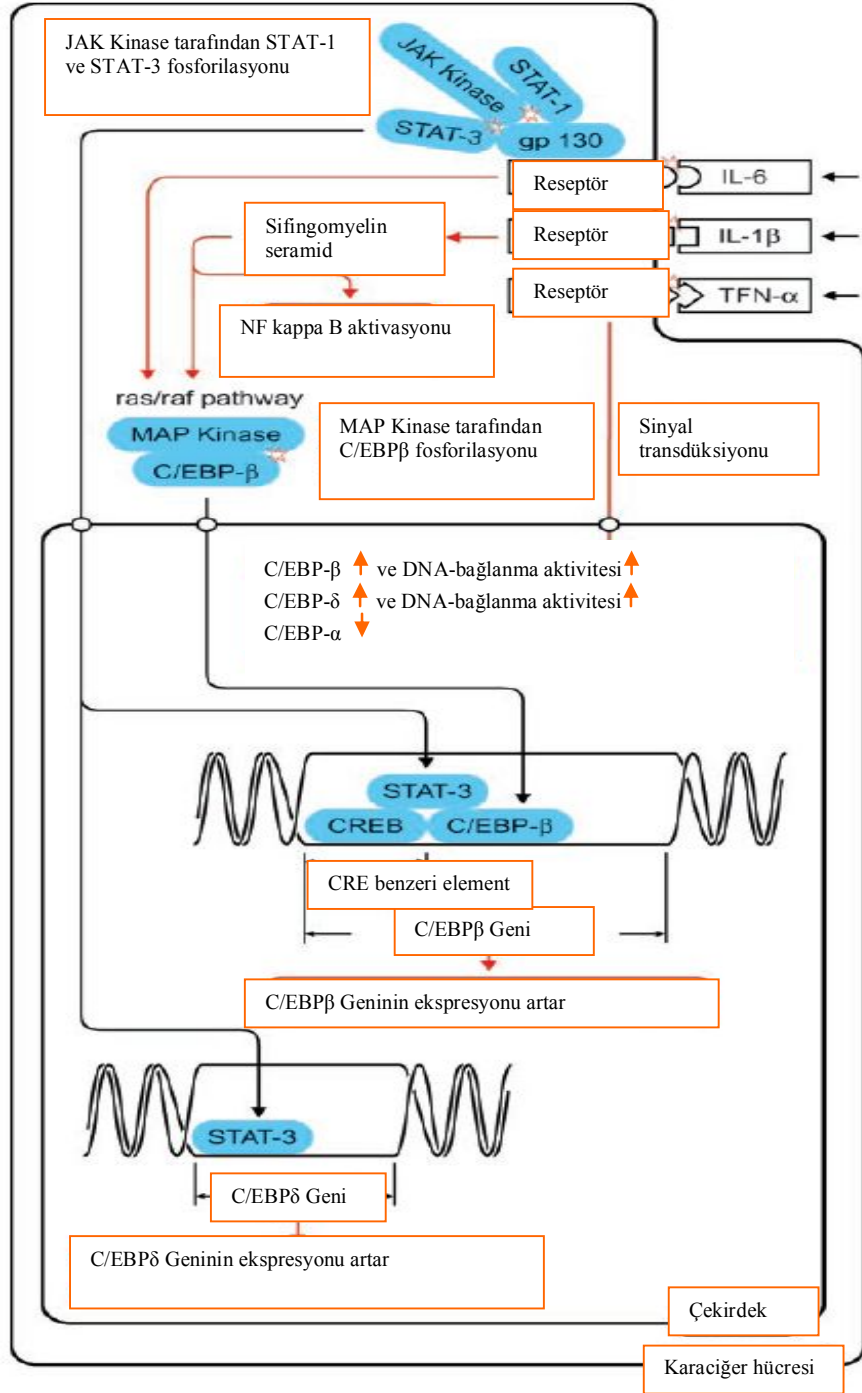 JAK Kinase tarafından STAT-1
ve STAT-3 fosforilasyonu
JAK Kinase
STAT-1
STAT-3
gp 130
Reseptör
IL-6
Sifingomyelin
seramid
Reseptör
IL-1β
Reseptör
TFN-α
NF kappa B aktivasyonu
ras/raf pathway
MAP Kinase
C/EBP-β
MAP Kinase tarafından
C/EBPβ fosforilasyonu
Sinyal
transdüksiyonu
C/EBP-β ve DNA-bağlanma aktivitesi
C/EBP-δ ve DNA-bağlanma aktivitesi
C/EBP-α
STAT-3
CREB
C/EBP-β
CRE benzeri element
C/EBPβ Geni
C/EBPβ Geninin ekspresyonu artar
STAT-3
C/EBPδ Geni
C/EBPδ Geninin ekspresyonu artar
Çekirdek
Karaciğer hücresi